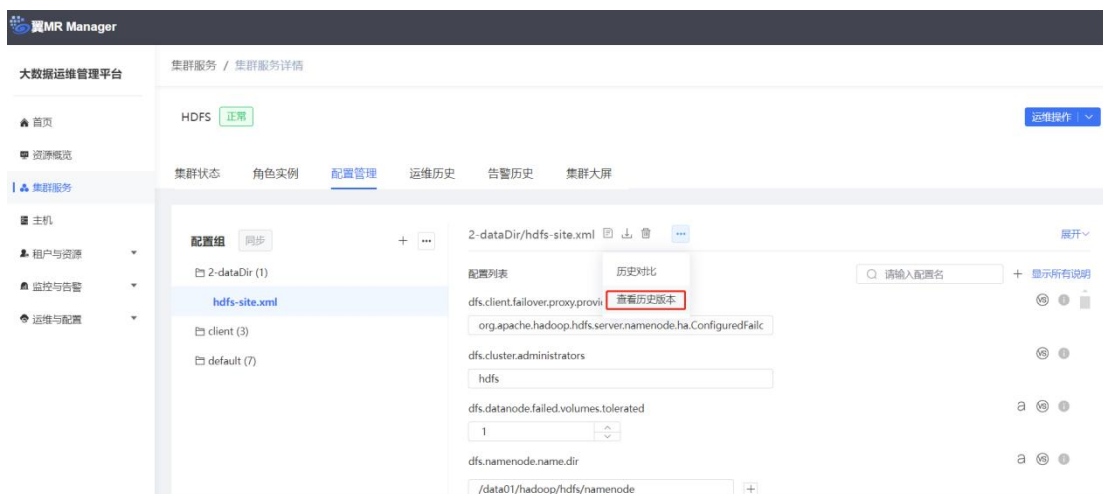 翼MR Manager
大数据运维管理平台
集群服务 / 集群服务详情
首页
资源概览
集群服务
主机
租户与资源
监控与告警
运维与配置
HDFS 正常
运维操作
集群状态 角色实例 配置管理 运维历史 告警历史 集群大屏
配置组 同步 + ...
2-dataDir (1)
hdfs-site.xml
client (3)
default (7)
2-dataDir/hdfs-site.xml ... 展开
历史对比
查看历史版本
配置列表 请输入配置名 + 显示所有说明
dfs.client.failover.proxy.provi
VS
org.apache.hadoop.hdfs.server.namenode.ha.ConfiguredFailc
dfs.cluster.administrators
VS
hdfs
dfs.datanode.failed.volumes.tolerated
a VS
1
dfs.namenode.name.dir
a VS
/data01/hadoop/hdfs/namenode +